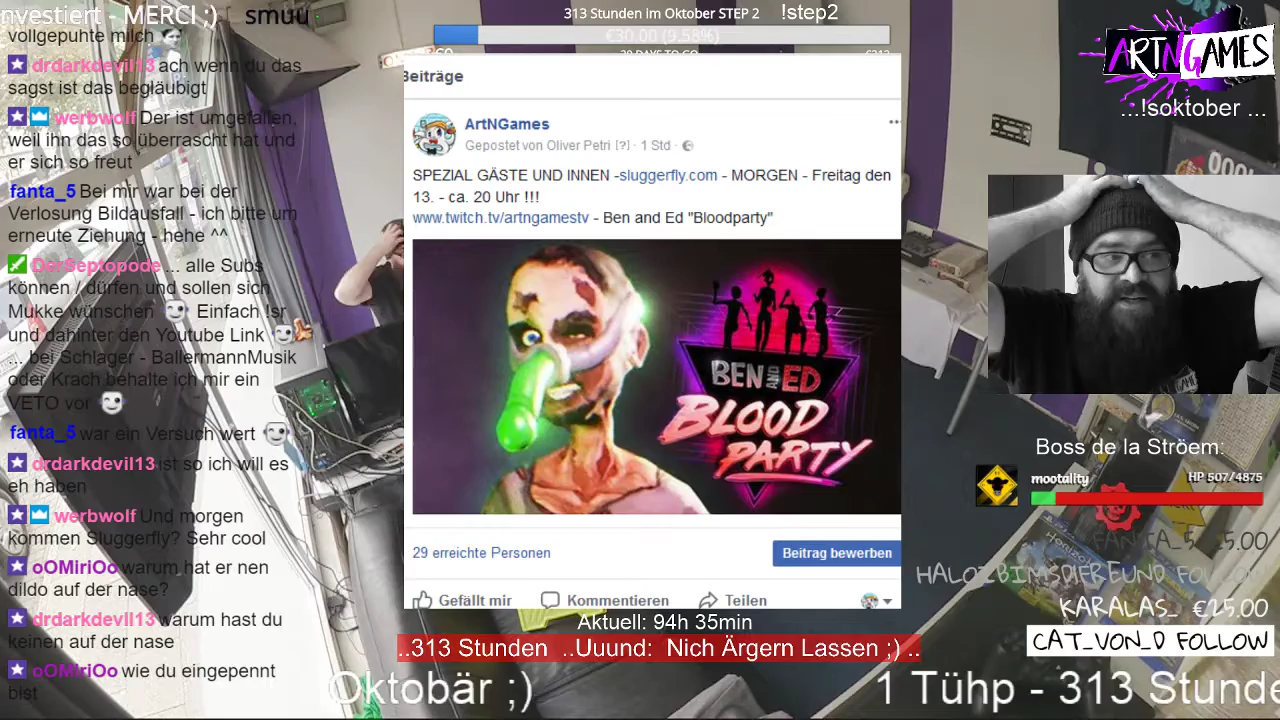 nvestiert - MERCI ;)
smuu
vollgepuhte milch
drdarkdevil13 ach wenn du das
sagst ist das begläubigt
werbwolf Der ist umgefallen,
weil ihn das so überrascht hat und
er sich so freut
fanta_5 Bei mir war bei der
Verlosung Bildausfall - ich bitte um
erneute Ziehung - hehe ^^
DerSeptopode ... alle Subs
können / dürfen und sollen sich
Mukke wünschen Einfach !sr
und dahinter den Youtube Link
... bei Schlager - BallermannMusik
oder Krach behalte ich mir ein
VETO vor
fanta_5 war ein Versuch wert
drdarkdevil13 ist so ich will es
eh haben
werbwolf Und morgen
kommen Sluggerfly? Sehr cool
oOMiriOo warum hat er nen
dildo auf der nase?
drdarkdevil13 warum hast du
keinen auf der nase
oOMiriOo wie du eingepennt
bist
313 Stunden im Oktober STEP 2 !step2
€30.00 (9.58%)
Beiträge
ArtNGames
Gepostet von Oliver Petri [?] · 1 Std ·
SPEZIAL GÄSTE UND INNEN -sluggerfly.com - MORGEN - Freitag den
13. - ca. 20 Uhr !!!
www.twitch.tv/artngamestv - Ben and Ed "Bloodparty"
BEN AND ED
BLOOD
PARTY
29 erreichte Personen
Beitrag bewerben
Gefällt mir Kommentieren Teilen
Aktuell: 94h 35min
..313 Stunden ..Uuund: Nich Ärgern Lassen ;) ..
Oktobär ;)
1 Tühp - 313 Stunde
ARTNGAMES
...!soktober ...
Boss de la Ströem:
mootality HP 507/4875
FANTA_5 €25.00
KARALAS_ €25.00
CAT_VON_D FOLLOW